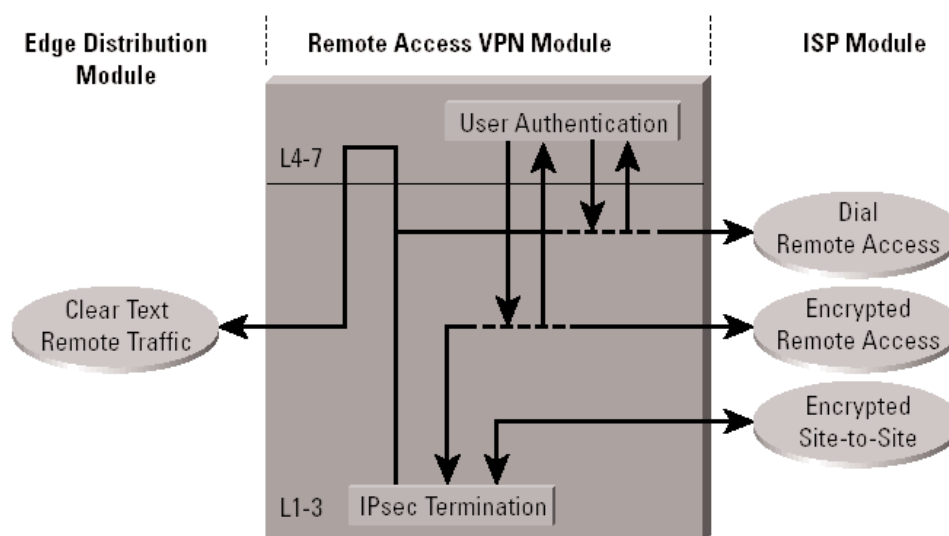 Edge Distribution
Module
Remote Access VPN Module
ISP Module
User Authentication
L4-7
Dial
Remote Access
Clear Text
Remote Traffic
Encrypted
Remote Access
Encrypted
Site-to-Site
L1-3
IPsec Termination